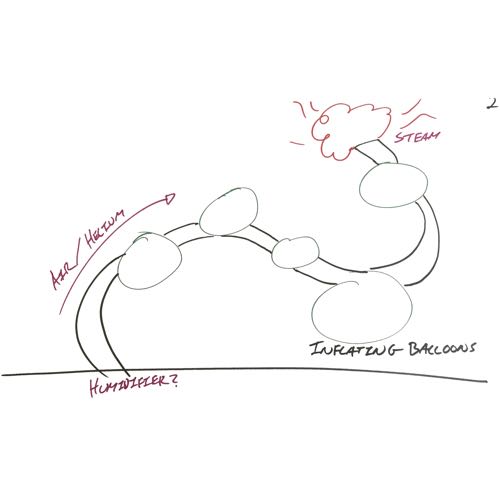 2
STEAM
AIR/HELIUM
INFLATING BALLOONS
HUMIDIFIER?